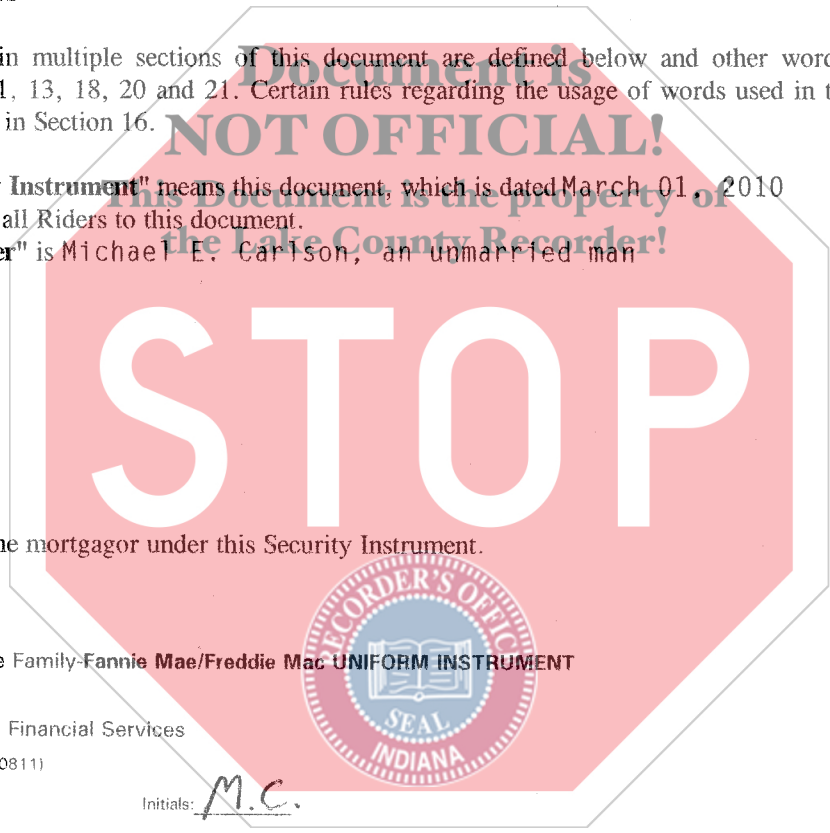 in multiple sections of this document are defined below and other word
1, 13, 18, 20 and 21. Certain rules regarding the usage of words used in t
in Section 16.
Document is
NOT OFFICIAL!
This Document is the property of
the Lake County Recorder!
Instrument" means this document, which is dated March 01, 2010
all Riders to this document.
er" is Michael E. Carlson, an unmarried man
STOP
ne mortgagor under this Security Instrument.
RECORDER'S OFFICE
SEAL
INDIANA
e Family-Fannie Mae/Freddie Mac UNIFORM INSTRUMENT
Financial Services
0811)
Initials: M.C.